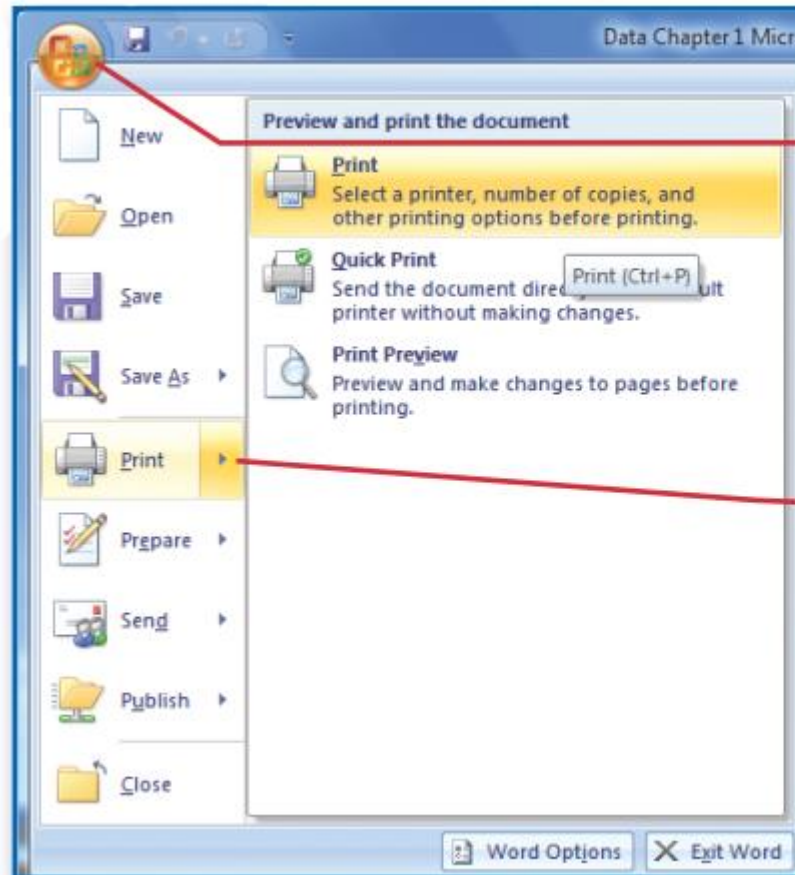 Data Chapter 1 Micr
New
Open
Save
Save As
Print
Prepare
Send
Publish
Close
Preview and print the document
Print
Select a printer, number of copies, and
other printing options before printing.
Quick Print
Send the document
printer without making changes.
Print (Ctrl+P)
Print Preview
Preview and make changes to pages before
printing.
Word Options
Exit Word